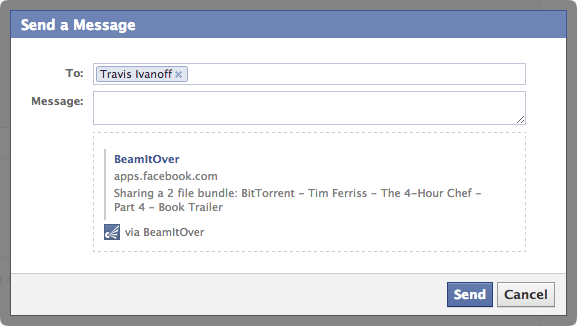 Send a Message
To: Travis Ivanoff ×
Message:
BeamItOver
apps.facebook.com
Sharing a 2 file bundle: BitTorrent - Tim Ferriss - The 4-Hour Chef -
Part 4 - Book Trailer
via BeamItOver
Send Cancel